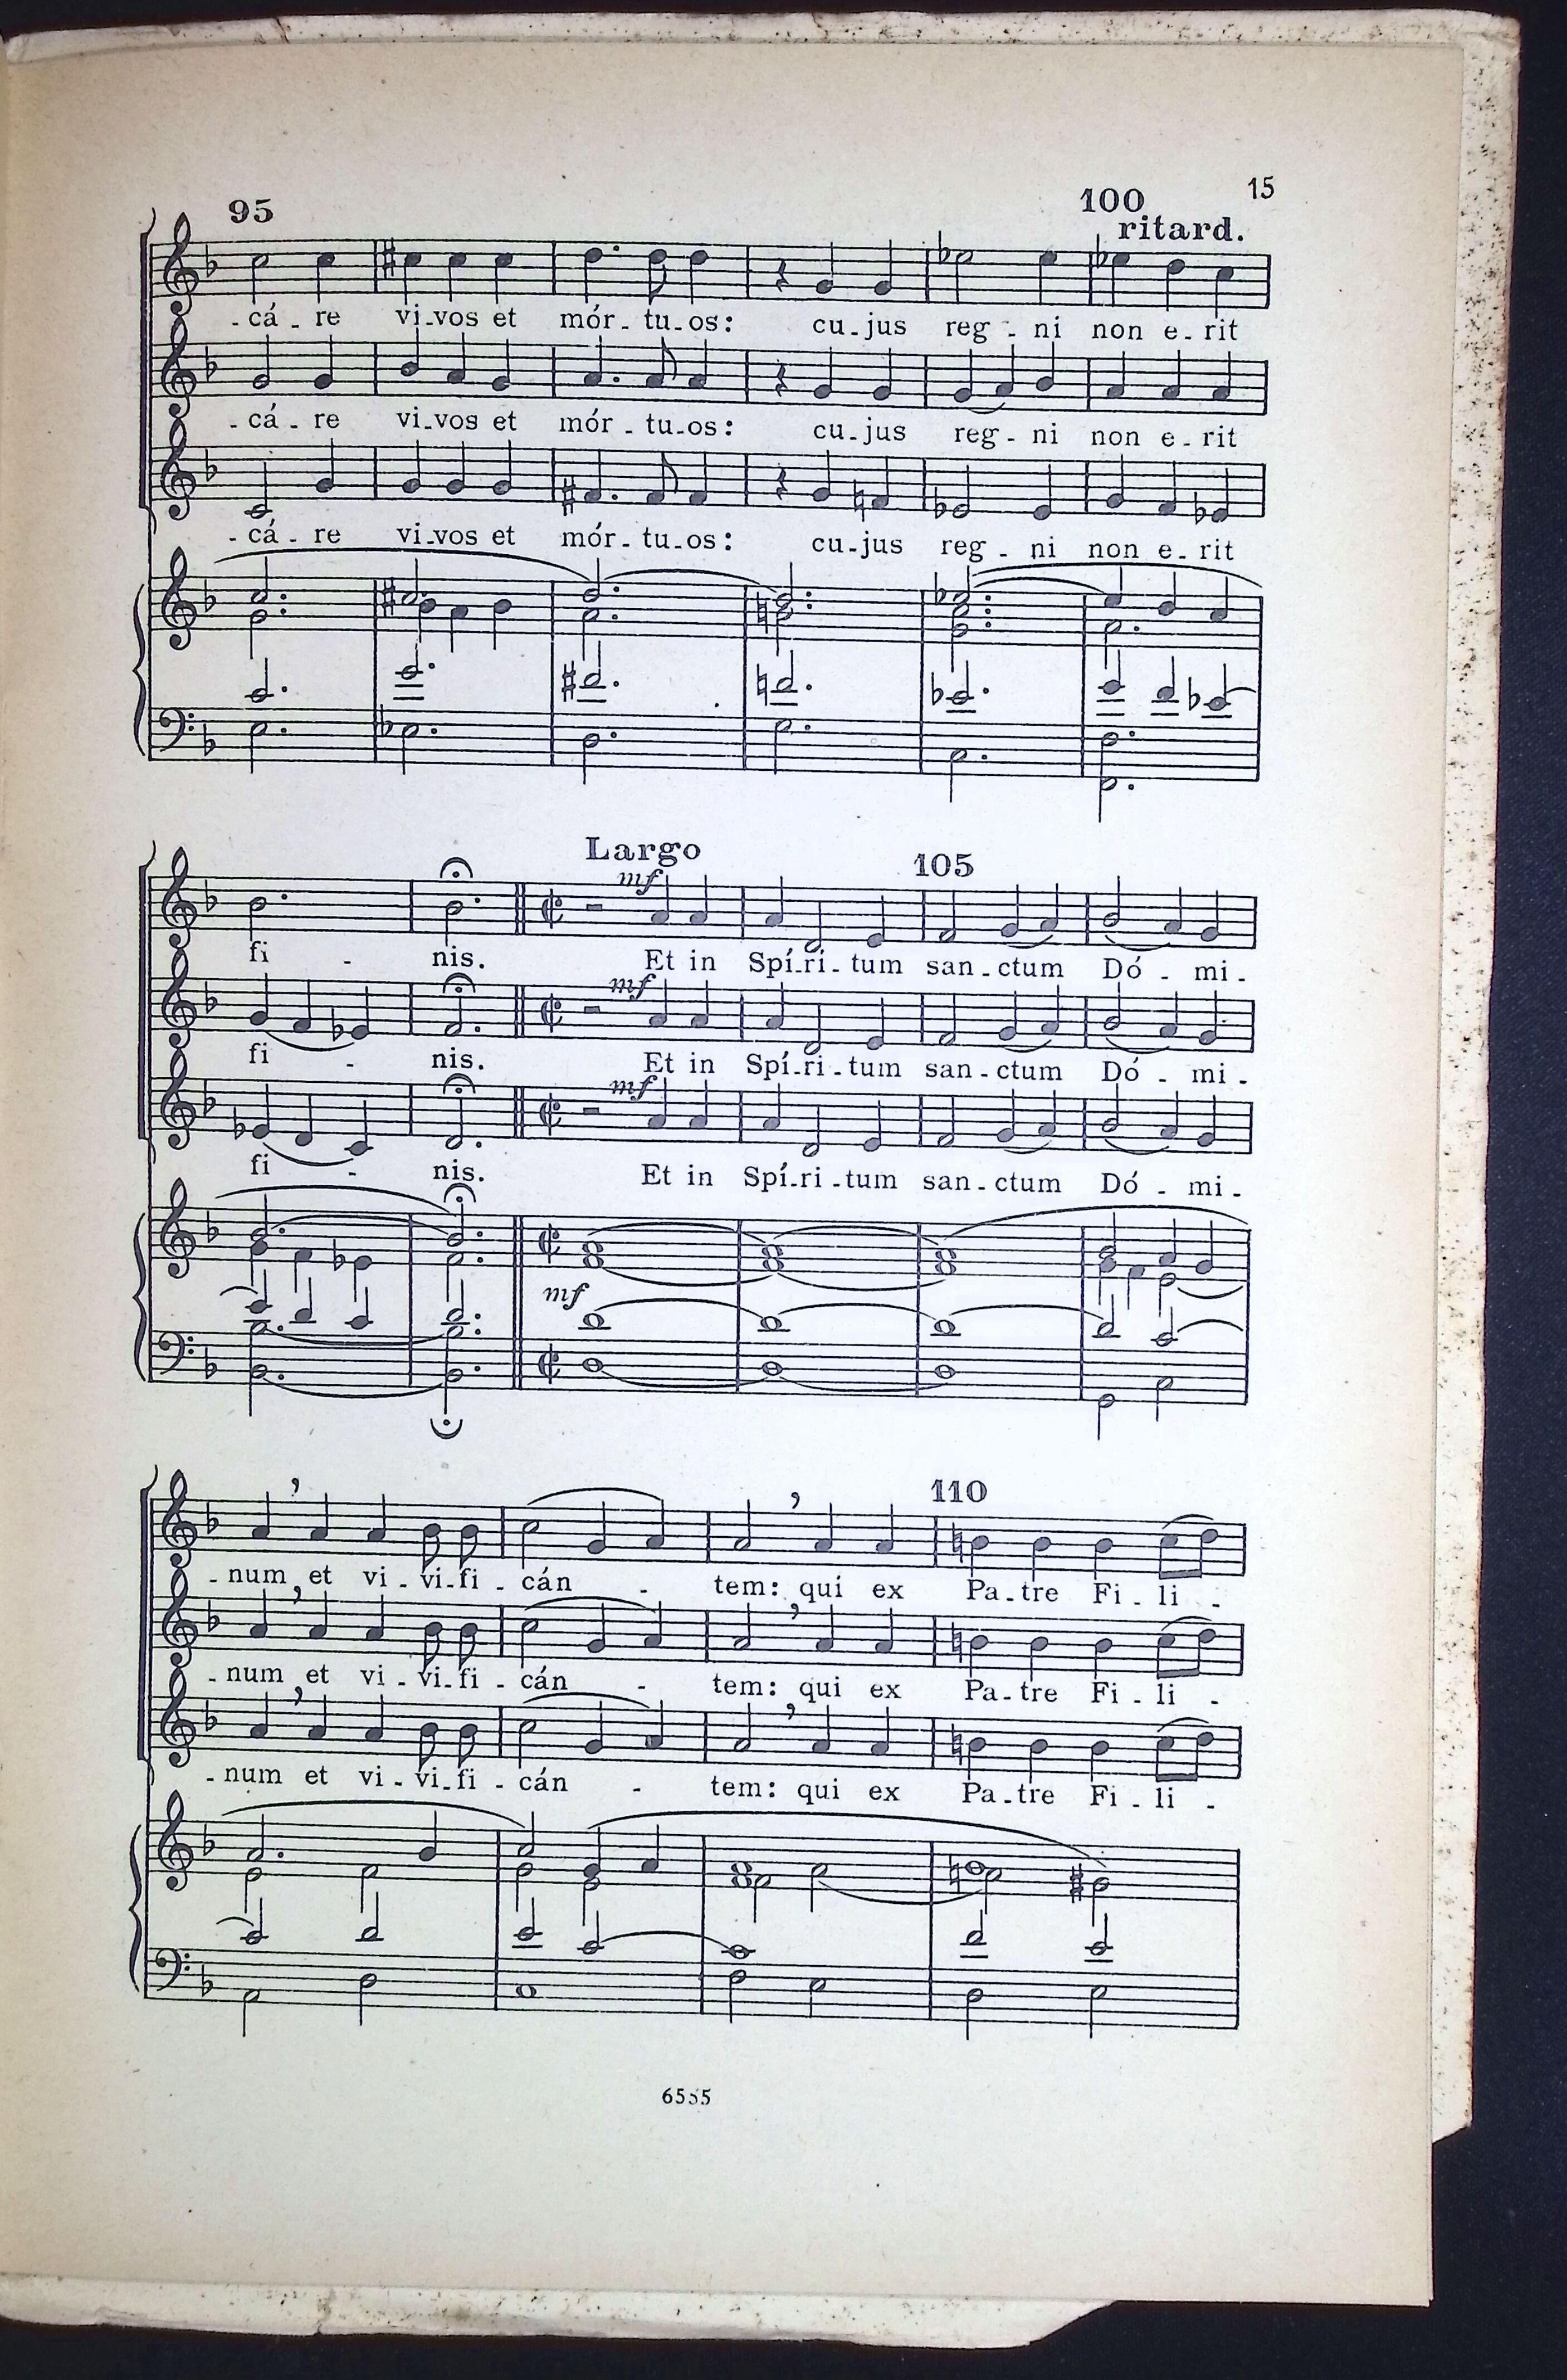 15
95 100
ritard.
- cá - re vi-vos et mór - tu-os: cu-jus reg - ni non e-rit
- cá - re vi-vos et mór - tu-os: cu-jus reg - ni non e-rit
- cá - re vi-vos et mór - tu-os: cu-jus reg - ni non e-rit
Largo 105
mf
fi - nis. Et in Spí-ri-tum san-ctum Dó - mi-
mf
fi - nis. Et in Spí-ri-tum san-ctum Dó - mi-
mf
fi - nis. Et in Spí-ri-tum san-ctum Dó - mi-
mf
110
- num et vi-vi-fi-cán - tem: qui ex Pa-tre Fi-li -
- num et vi-vi-fi-cán - tem: qui ex Pa-tre Fi-li -
- num et vi-vi-fi-cán - tem: qui ex Pa-tre Fi-li -
6555